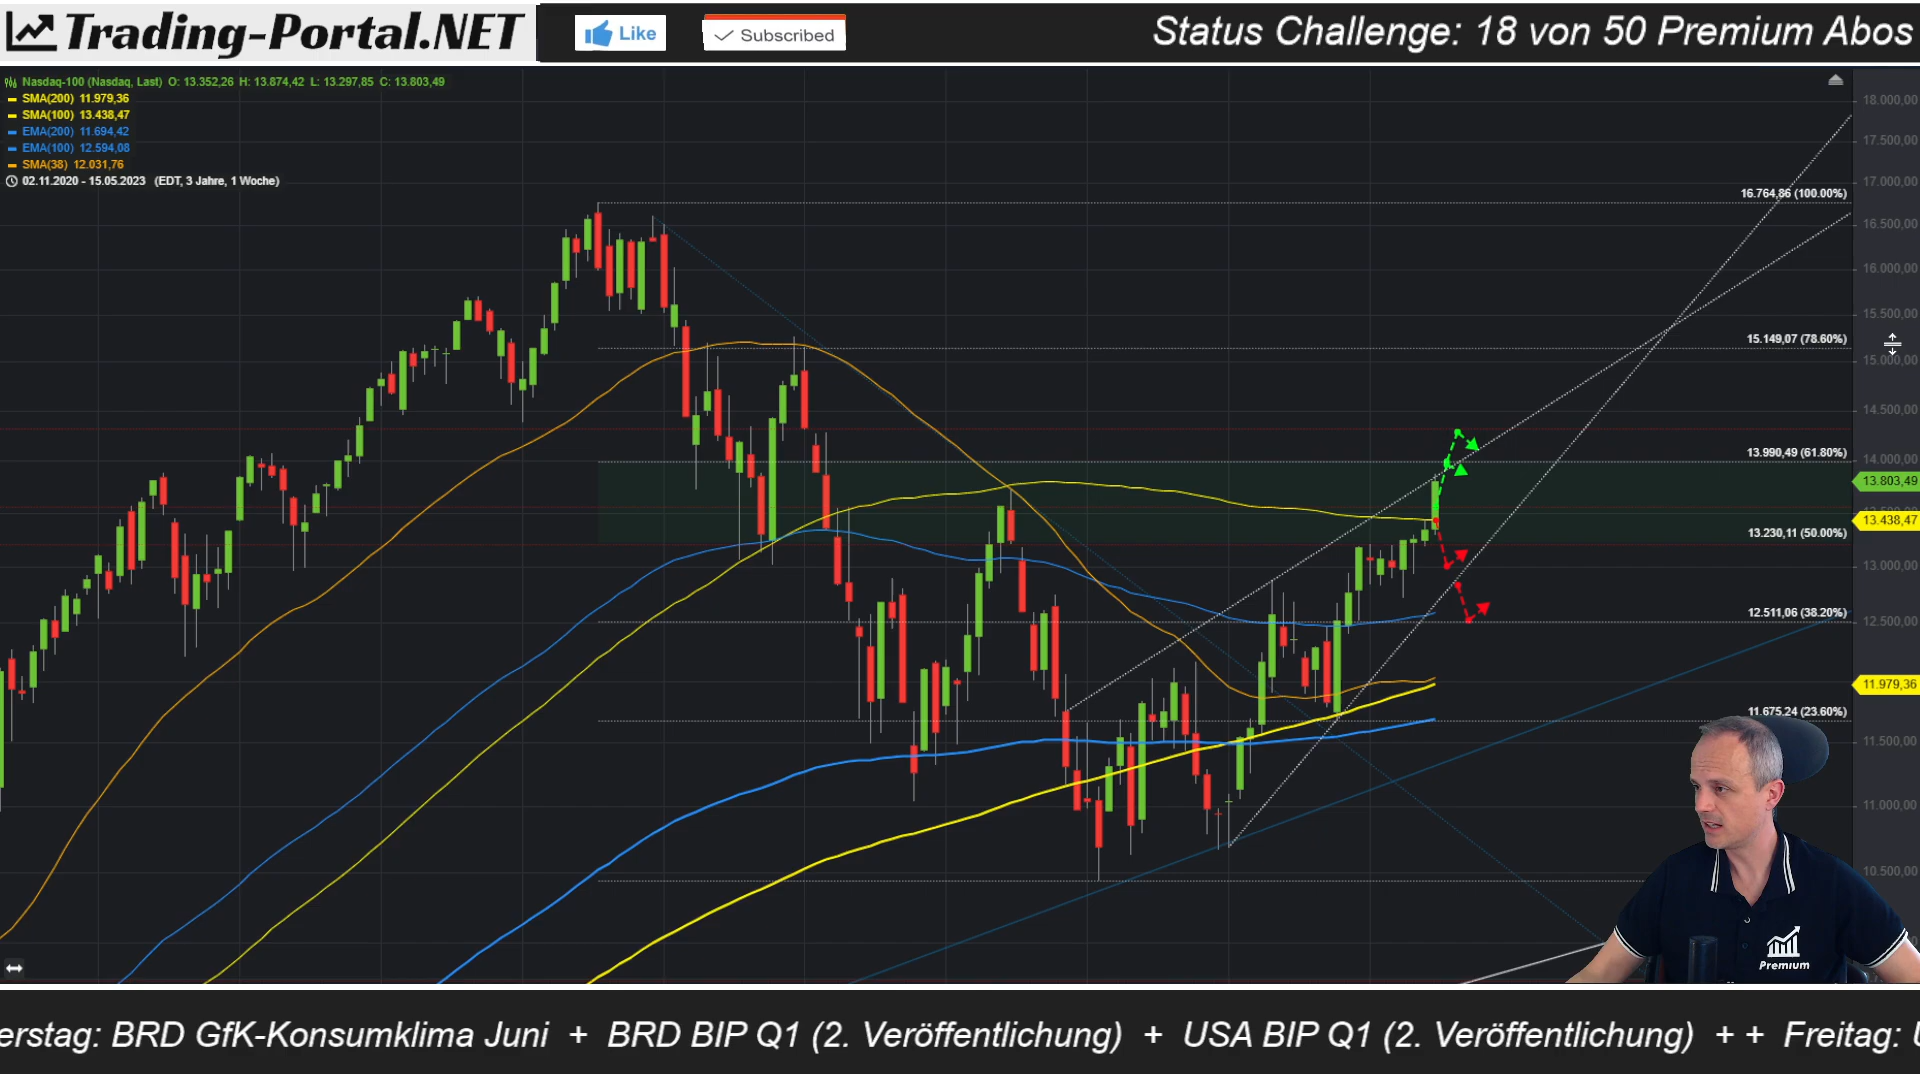 Trading-Portal.NET
Like
Subscribed
Status Challenge: 18 von 50 Premium Abos
Nasdaq-100 (Nasdaq, Last) O: 13.352,26 H: 13.874,42 L: 13.297,85 C: 13.803,49
SMA(200) 11.979,36
SMA(100) 13.438,47
EMA(200) 11.694,42
EMA(100) 12.594,08
SMA(38) 12.031,76
02.11.2020 - 15.05.2023 (EDT, 3 Jahre, 1 Woche)
18.000,00
17.500,00
17.000,00
16.764,86 (100.00%)
16.500,00
16.000,00
15.500,00
15.149,07 (78.60%)
15.000,00
14.500,00
13.990,49 (61.80%)
14.000,00
13.803,49
13.438,47
13.230,11 (50.00%)
13.000,00
12.511,06 (38.20%)
12.500,00
11.979,36
11.675,24 (23.60%)
11.500,00
11.000,00
10.500,00
Premium
erstag: BRD GfK-Konsumklima Juni + BRD BIP Q1 (2. Veröffentlichung) + USA BIP Q1 (2. Veröffentlichung) + + Freitag: